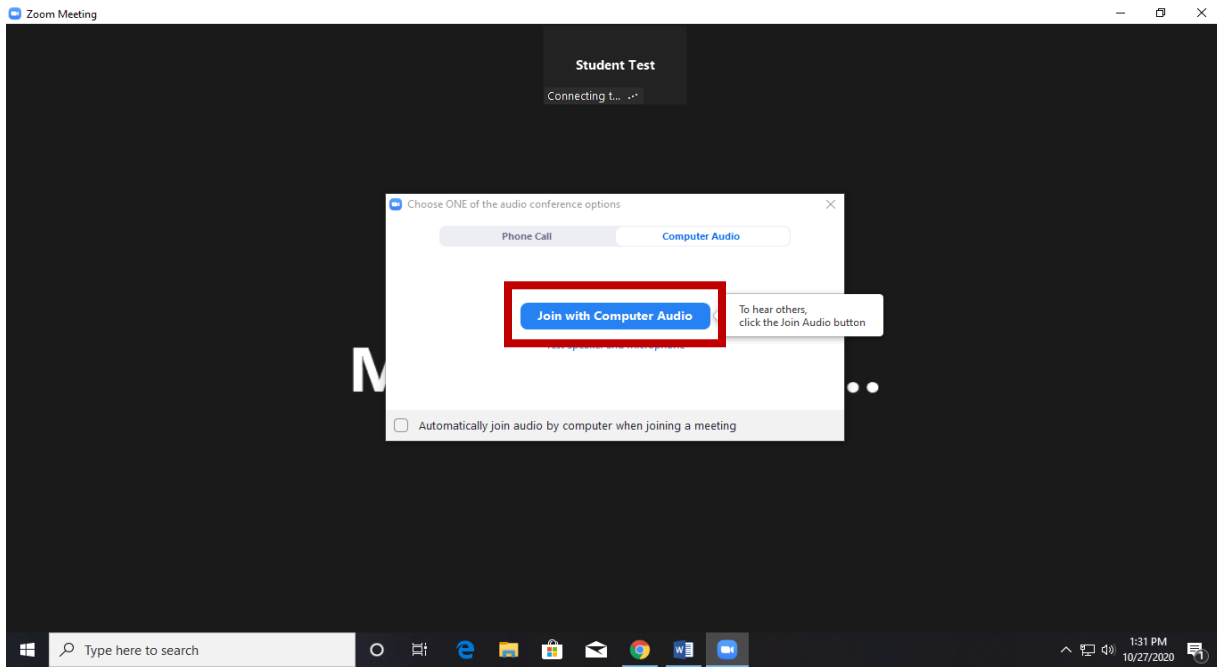 Zoom Meeting
Student Test
Connecting t...
Choose ONE of the audio conference options
Phone Call
Computer Audio
Join with Computer Audio
To hear others,
click the Join Audio button
M
...
Automatically join audio by computer when joining a meeting
Type here to search
1:31 PM
10/27/2020
1